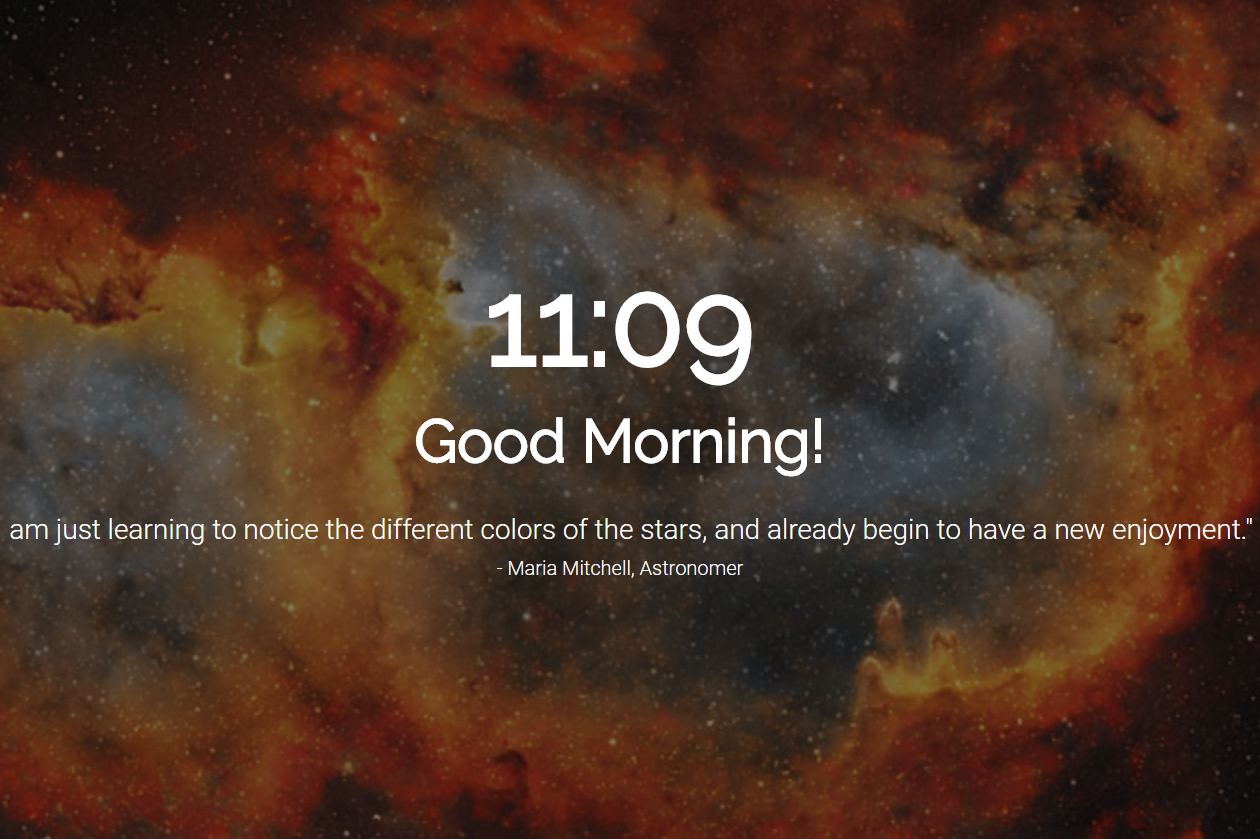 11:09
Good Morning!
am just learning to notice the different colors of the stars, and already begin to have a new enjoyment."
- Maria Mitchell, Astronomer